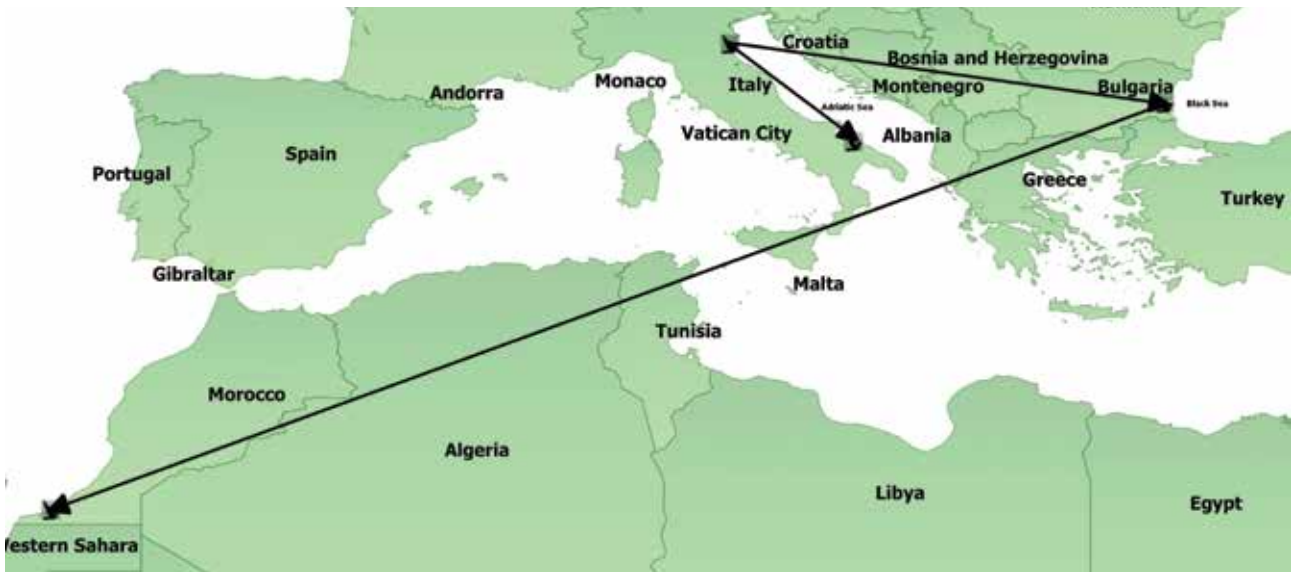 Croatia
Bosnia and Herzegovina
Monaco
Italy
Montenegro
Bulgaria
Andorra
Adriatic Sea
Black Sea
Vatican City
Albania
Spain
Portugal
Greece
Turkey
Gibraltar
Malta
Tunisia
Morocco
Algeria
Libya
Egypt
Western Sahara